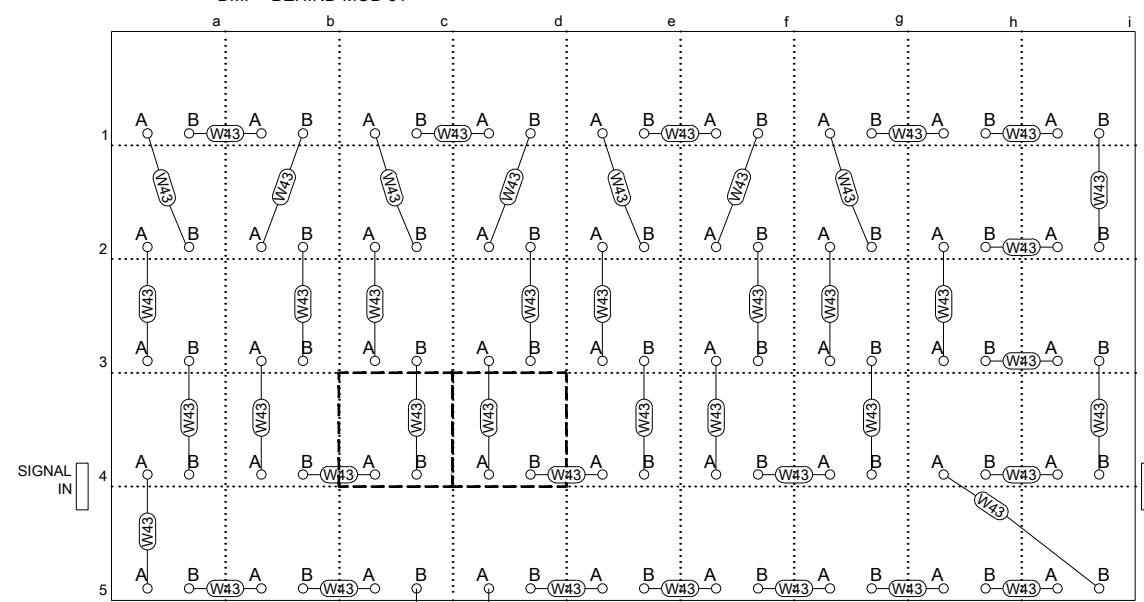 a b c d e f g h i
A B A B A B A B A B A B A B A B A B
1 W43 W43 W43 W43 W43
W43 W43 W43 W43 W43 W43 W43 W43
A B A B A B A B A B A B A B A B A B
2 W43
W43 W43 W43 W43 W43 W43 W43 W43
A B A B A B A B A B A B A B A B A B
3 W43
W43 W43 W43 W43 W43 W43 W43 W43
A B A B A B A B A B A B A B A B A B
SIGNAL
IN
4 W43 W43 W43 W43
W43 W43
A B A B A B A B A B A B A B A B A B
5 W43 W43 W43 W43 W43 W43 W43